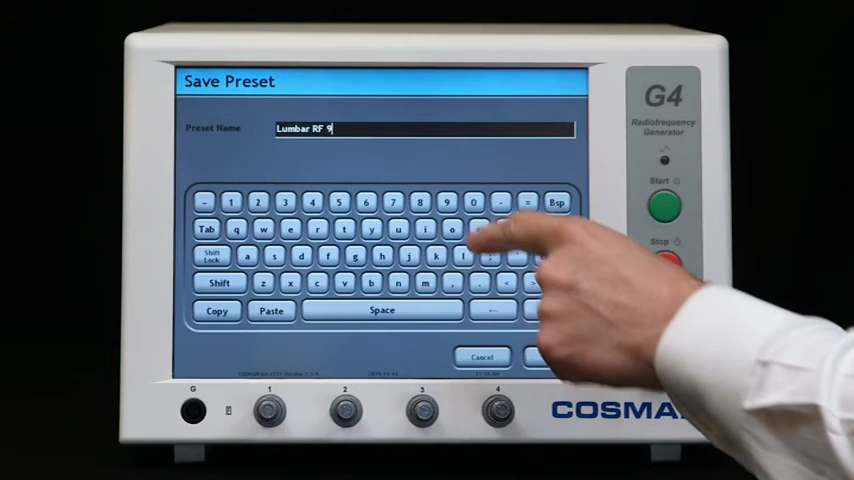 Save Preset
Preset Name Lumbar RF 9
G4
Radiofrequency
Generator
Start
Stop
- 1 2 3 4 5 6 7 8 9 0 - = Bsp
Tab q w e r t y u i o
Shift Lock a s d f g h j k l ;
Shift z x c v b n m , . < >
Copy Paste Space ←
Cancel
G 1 2 3 4
COSMA